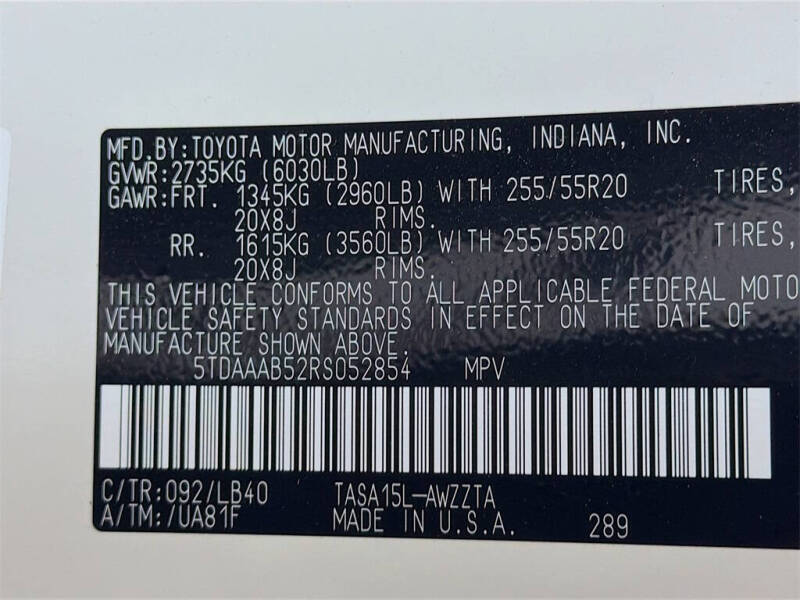 MFD.BY:TOYOTA MOTOR MANUFACTURING, INDIANA, INC.
GVWR:2735KG (6030LB)
GAWR:FRT. 1345KG (2960LB) WITH 255/55R20 TIRES,
20X8J RIMS.
RR. 1615KG (3560LB) WITH 255/55R20 TIRES,
20X8J RIMS.
THIS VEHICLE CONFORMS TO ALL APPLICABLE FEDERAL MOTO
VEHICLE SAFETY STANDARDS IN EFFECT ON THE DATE OF
MANUFACTURE SHOWN ABOVE.
5TDAAAB52RS052854 MPV
C/TR:092/LB40 TASA15L-AWZZTA
A/TM:/UA81F MADE IN U.S.A. 289